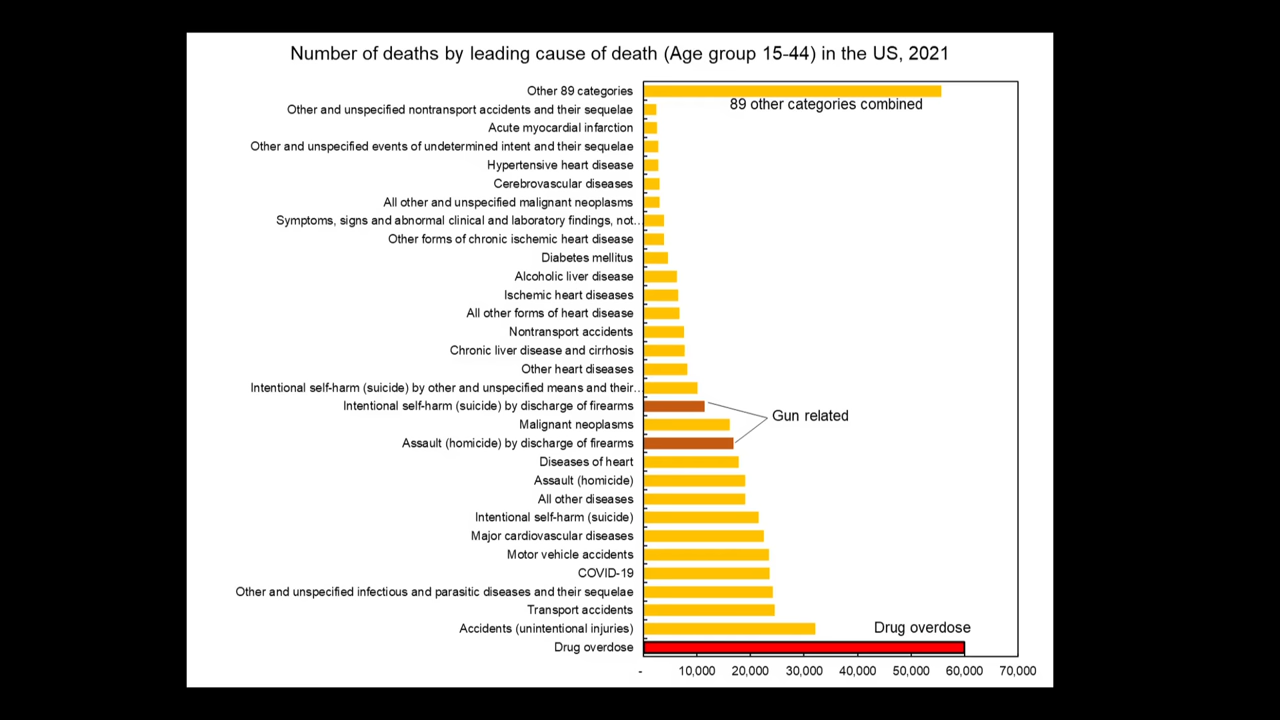 Number of deaths by leading cause of death (Age group 15-44) in the US, 2021
Other 89 categories
89 other categories combined
Other and unspecified nontransport accidents and their sequelae
Acute myocardial infarction
Other and unspecified events of undetermined intent and their sequelae
Hypertensive heart disease
Cerebrovascular diseases
All other and unspecified malignant neoplasms
Symptoms, signs and abnormal clinical and laboratory findings, not...
Other forms of chronic ischemic heart disease
Diabetes mellitus
Alcoholic liver disease
Ischemic heart diseases
All other forms of heart disease
Nontransport accidents
Chronic liver disease and cirrhosis
Other heart diseases
Intentional self-harm (suicide) by other and unspecified means and their...
Intentional self-harm (suicide) by discharge of firearms
Gun related
Malignant neoplasms
Assault (homicide) by discharge of firearms
Diseases of heart
Assault (homicide)
All other diseases
Intentional self-harm (suicide)
Major cardiovascular diseases
Motor vehicle accidents
COVID-19
Other and unspecified infectious and parasitic diseases and their sequelae
Transport accidents
Accidents (unintentional injuries)
Drug overdose
Drug overdose
- 10,000 20,000 30,000 40,000 50,000 60,000 70,000